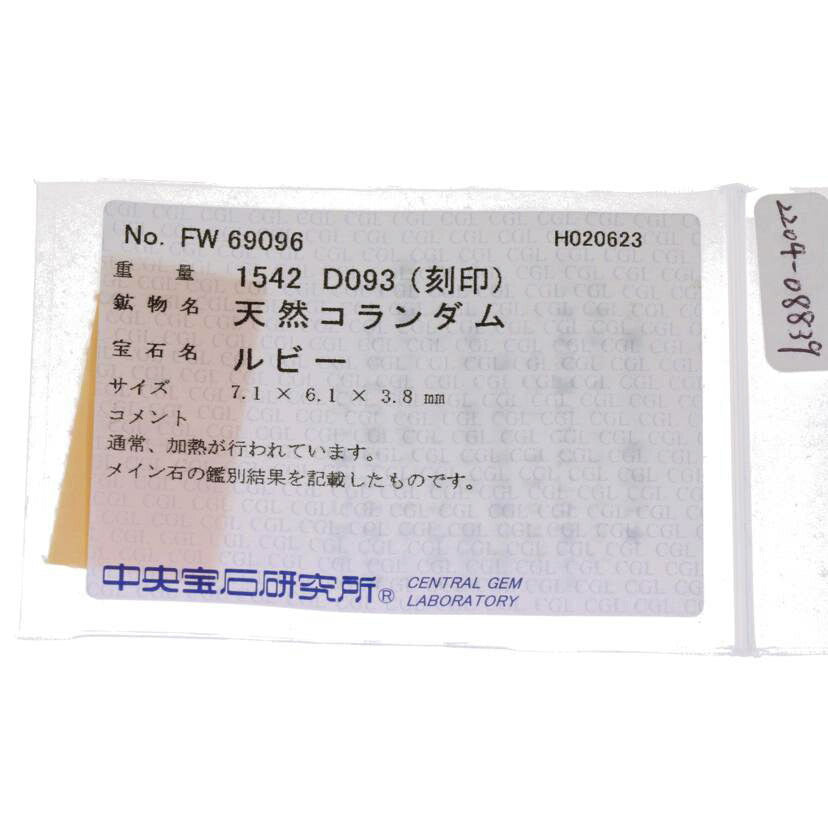 No. FW 69096 H020623
重量 1542 D093 (刻印)
鉱物名 天然コランダム
宝石名 ルビー
サイズ 7.1 × 6.1 × 3.8 mm
コメント
通常、加熱が行われています。
メイン石の鑑別結果を記載したものです。
中央宝石研究所® CENTRAL GEM
LABORATORY
2204-08839